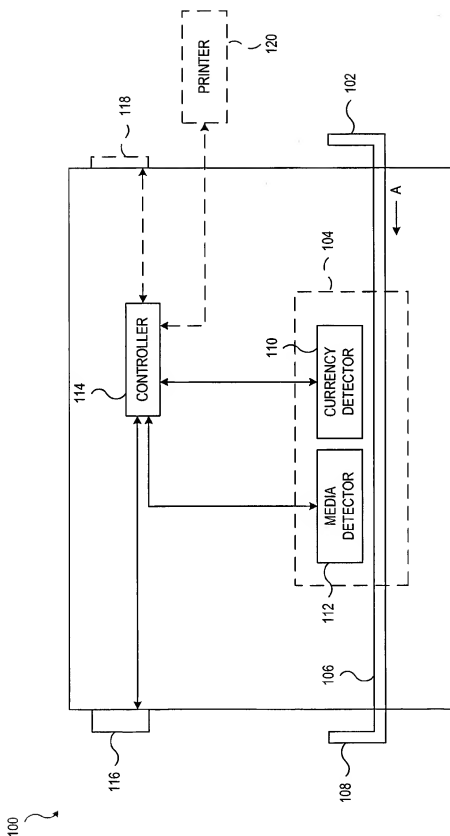 100
116
118
PRINTER
120
114
CONTROLLER
102
A
104
110
CURRENCY
DETECTOR
MEDIA
DETECTOR
112
106
108